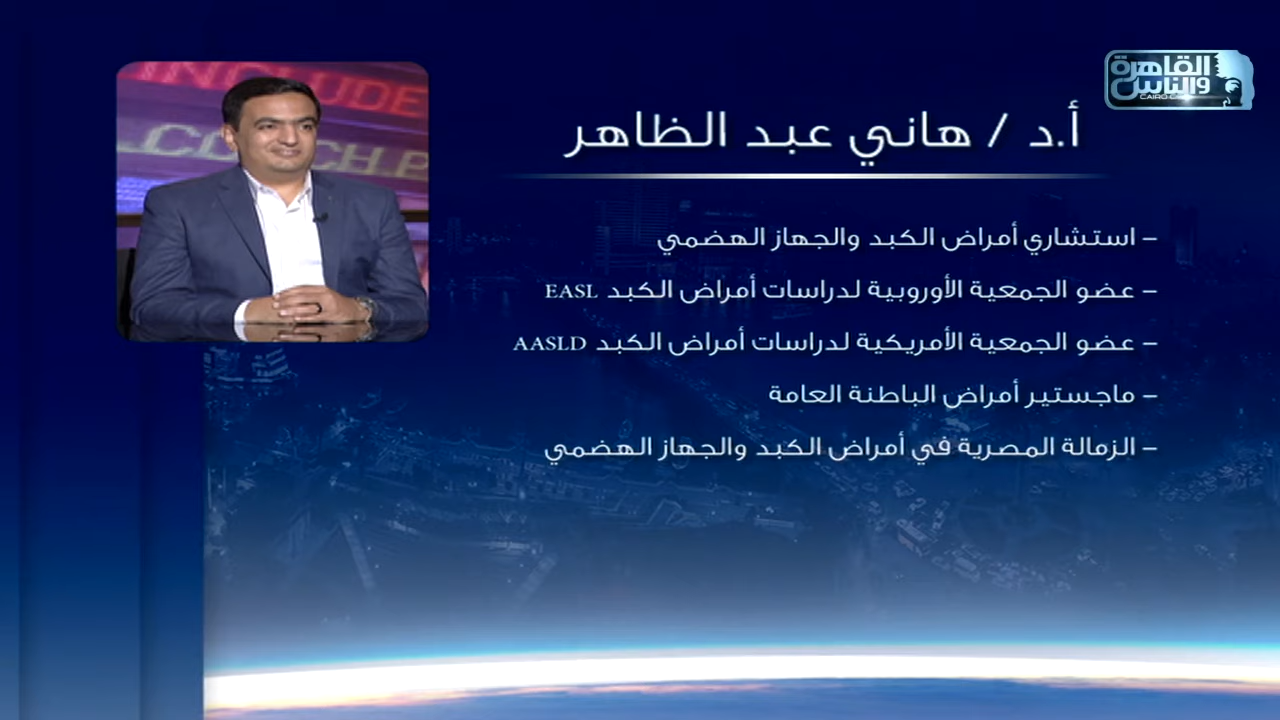 القاهرة
والناس
أ.د / هاني عبد الظاهر
- استشاري أمراض الكبد والجهاز الهضمي
- عضو الجمعية الأوروبية لدراسات أمراض الكبد EASL
- عضو الجمعية الأمريكية لدراسات أمراض الكبد AASLD
- ماجستير أمراض الباطنة العامة
- الزمالة المصرية في أمراض الكبد والجهاز الهضمي
INCLUDE